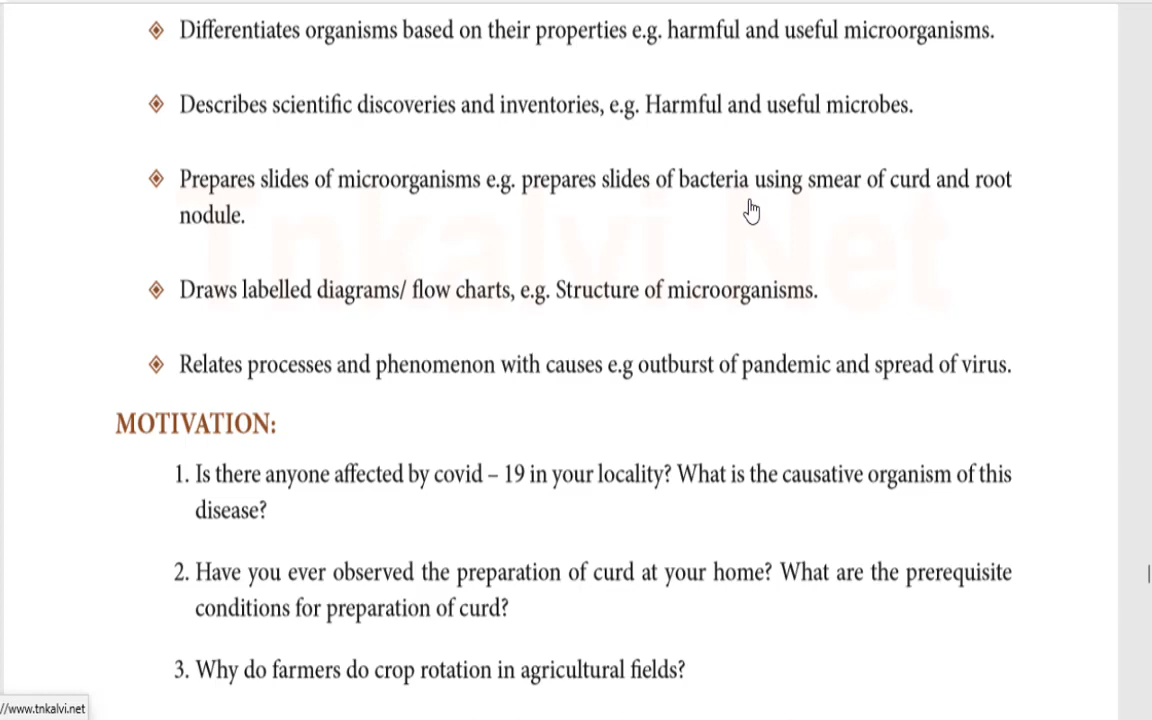 Differentiates organisms based on their properties e.g. harmful and useful microorganisms.
Describes scientific discoveries and inventories, e.g. Harmful and useful microbes.
Prepares slides of microorganisms e.g. prepares slides of bacteria using smear of curd and root
nodule.
Tnkalvi Net
Draws labelled diagrams/ flow charts, e.g. Structure of microorganisms.
Relates processes and phenomenon with causes e.g outburst of pandemic and spread of virus.
MOTIVATION:
1. Is there anyone affected by covid – 19 in your locality? What is the causative organism of this
disease?
2. Have you ever observed the preparation of curd at your home? What are the prerequisite
conditions for preparation of curd?
3. Why do farmers do crop rotation in agricultural fields?
//www.tnkalvi.net